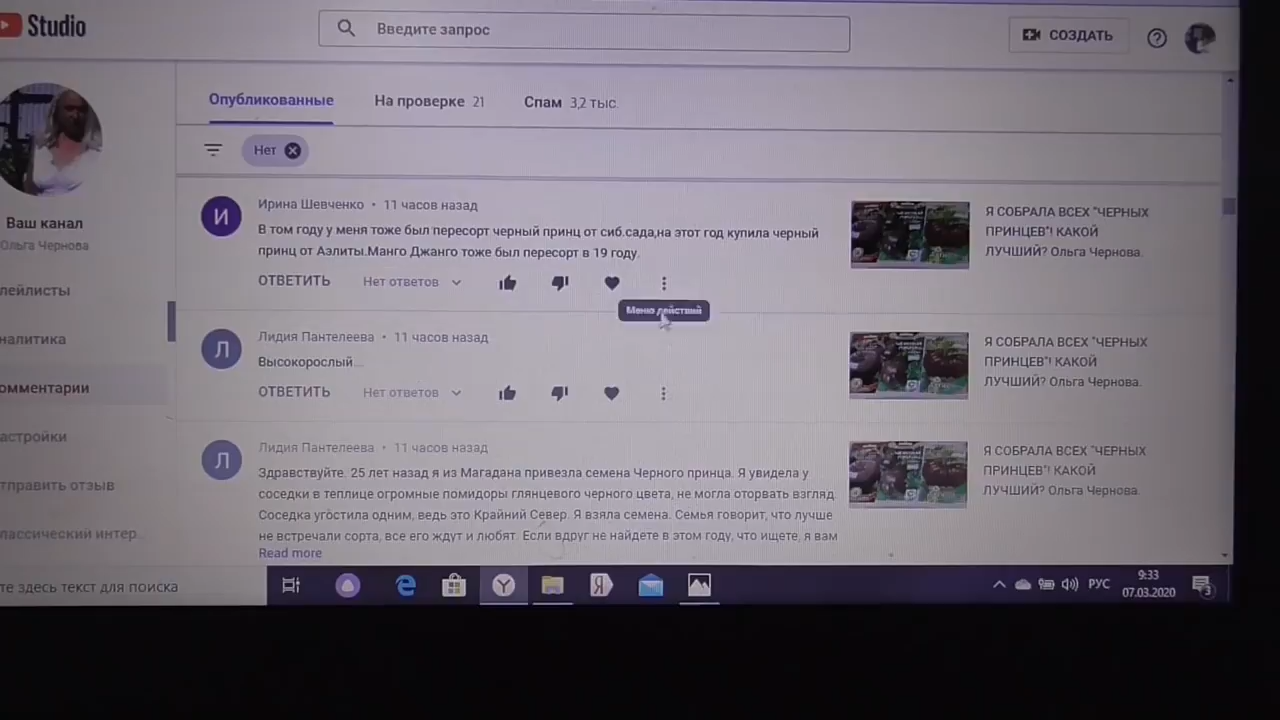 Studio
Введите запрос
СОЗДАТЬ
Опубликованные
На проверке 21
Спам 3,2 тыс.
Нет
Ваш канал
Ольга Чернова
лейлисты
налитика
омментарии
астройки
тправить отзыв
лассический интер...
И
Ирина Шевченко • 11 часов назад
В том году у меня тоже был пересорт черный принц от сиб.сада,на этот год купила черный
принц от Аэлиты.Манго Джанго тоже был пересорт в 19 году.
ОТВЕТИТЬ
Нет ответов
Меню действий
Я СОБРАЛА ВСЕХ "ЧЕРНЫХ
ПРИНЦЕВ"! КАКОЙ
ЛУЧШИЙ? Ольга Чернова.
Л
Лидия Пантелеева • 11 часов назад
Высокорослый...
ОТВЕТИТЬ
Нет ответов
Я СОБРАЛА ВСЕХ "ЧЕРНЫХ
ПРИНЦЕВ"! КАКОЙ
ЛУЧШИЙ? Ольга Чернова.
Л
Лидия Пантелеева • 11 часов назад
Здравствуйте. 25 лет назад я из Магадана привезла семена Черного принца. Я увидела у
соседки в теплице огромные помидоры глянцевого черного цвета, не могла оторвать взгляд.
Соседка угостила одним, ведь это Крайний Север. Я взяла семена. Семья говорит, что лучше
не встречали сорта, все его ждут и любят. Если вдруг не найдете в этом году, что ищете, я вам
Read more
Я СОБРАЛА ВСЕХ "ЧЕРНЫХ
ПРИНЦЕВ"! КАКОЙ
ЛУЧШИЙ? Ольга Чернова.
те здесь текст для поиска
Y
Я
РУС
9:33
07.03.2020
3